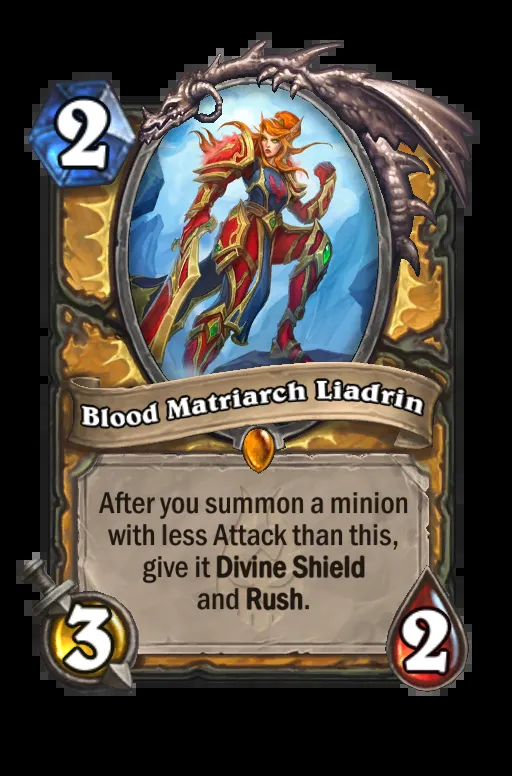 2
Blood Matriarch Liadrin
After you summon a minion
with less Attack than this,
give it Divine Shield
and Rush.
3
2